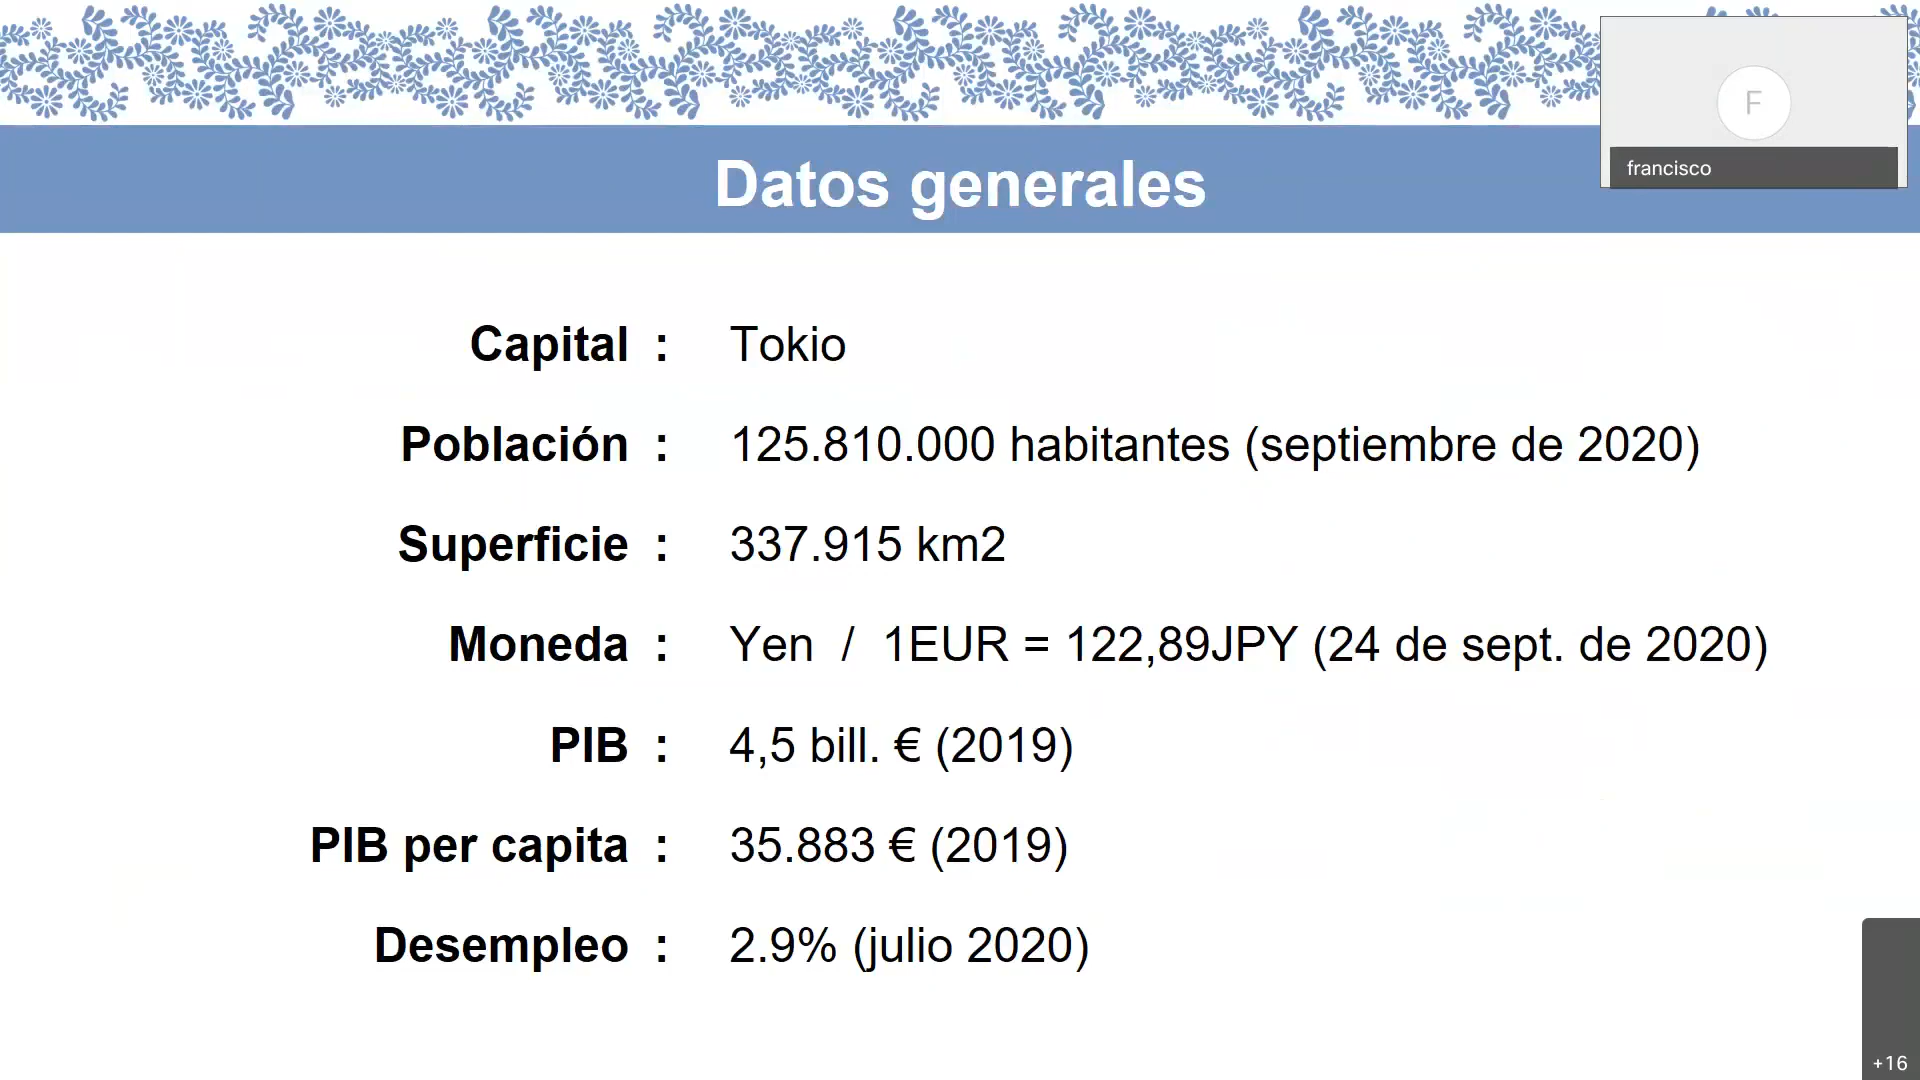 F
francisco
Datos generales
Capital : Tokio
Población : 125.810.000 habitantes (septiembre de 2020)
Superficie : 337.915 km2
Moneda : Yen / 1EUR = 122,89JPY (24 de sept. de 2020)
PIB : 4,5 bill. € (2019)
PIB per capita : 35.883 € (2019)
Desempleo : 2.9% (julio 2020)
+16